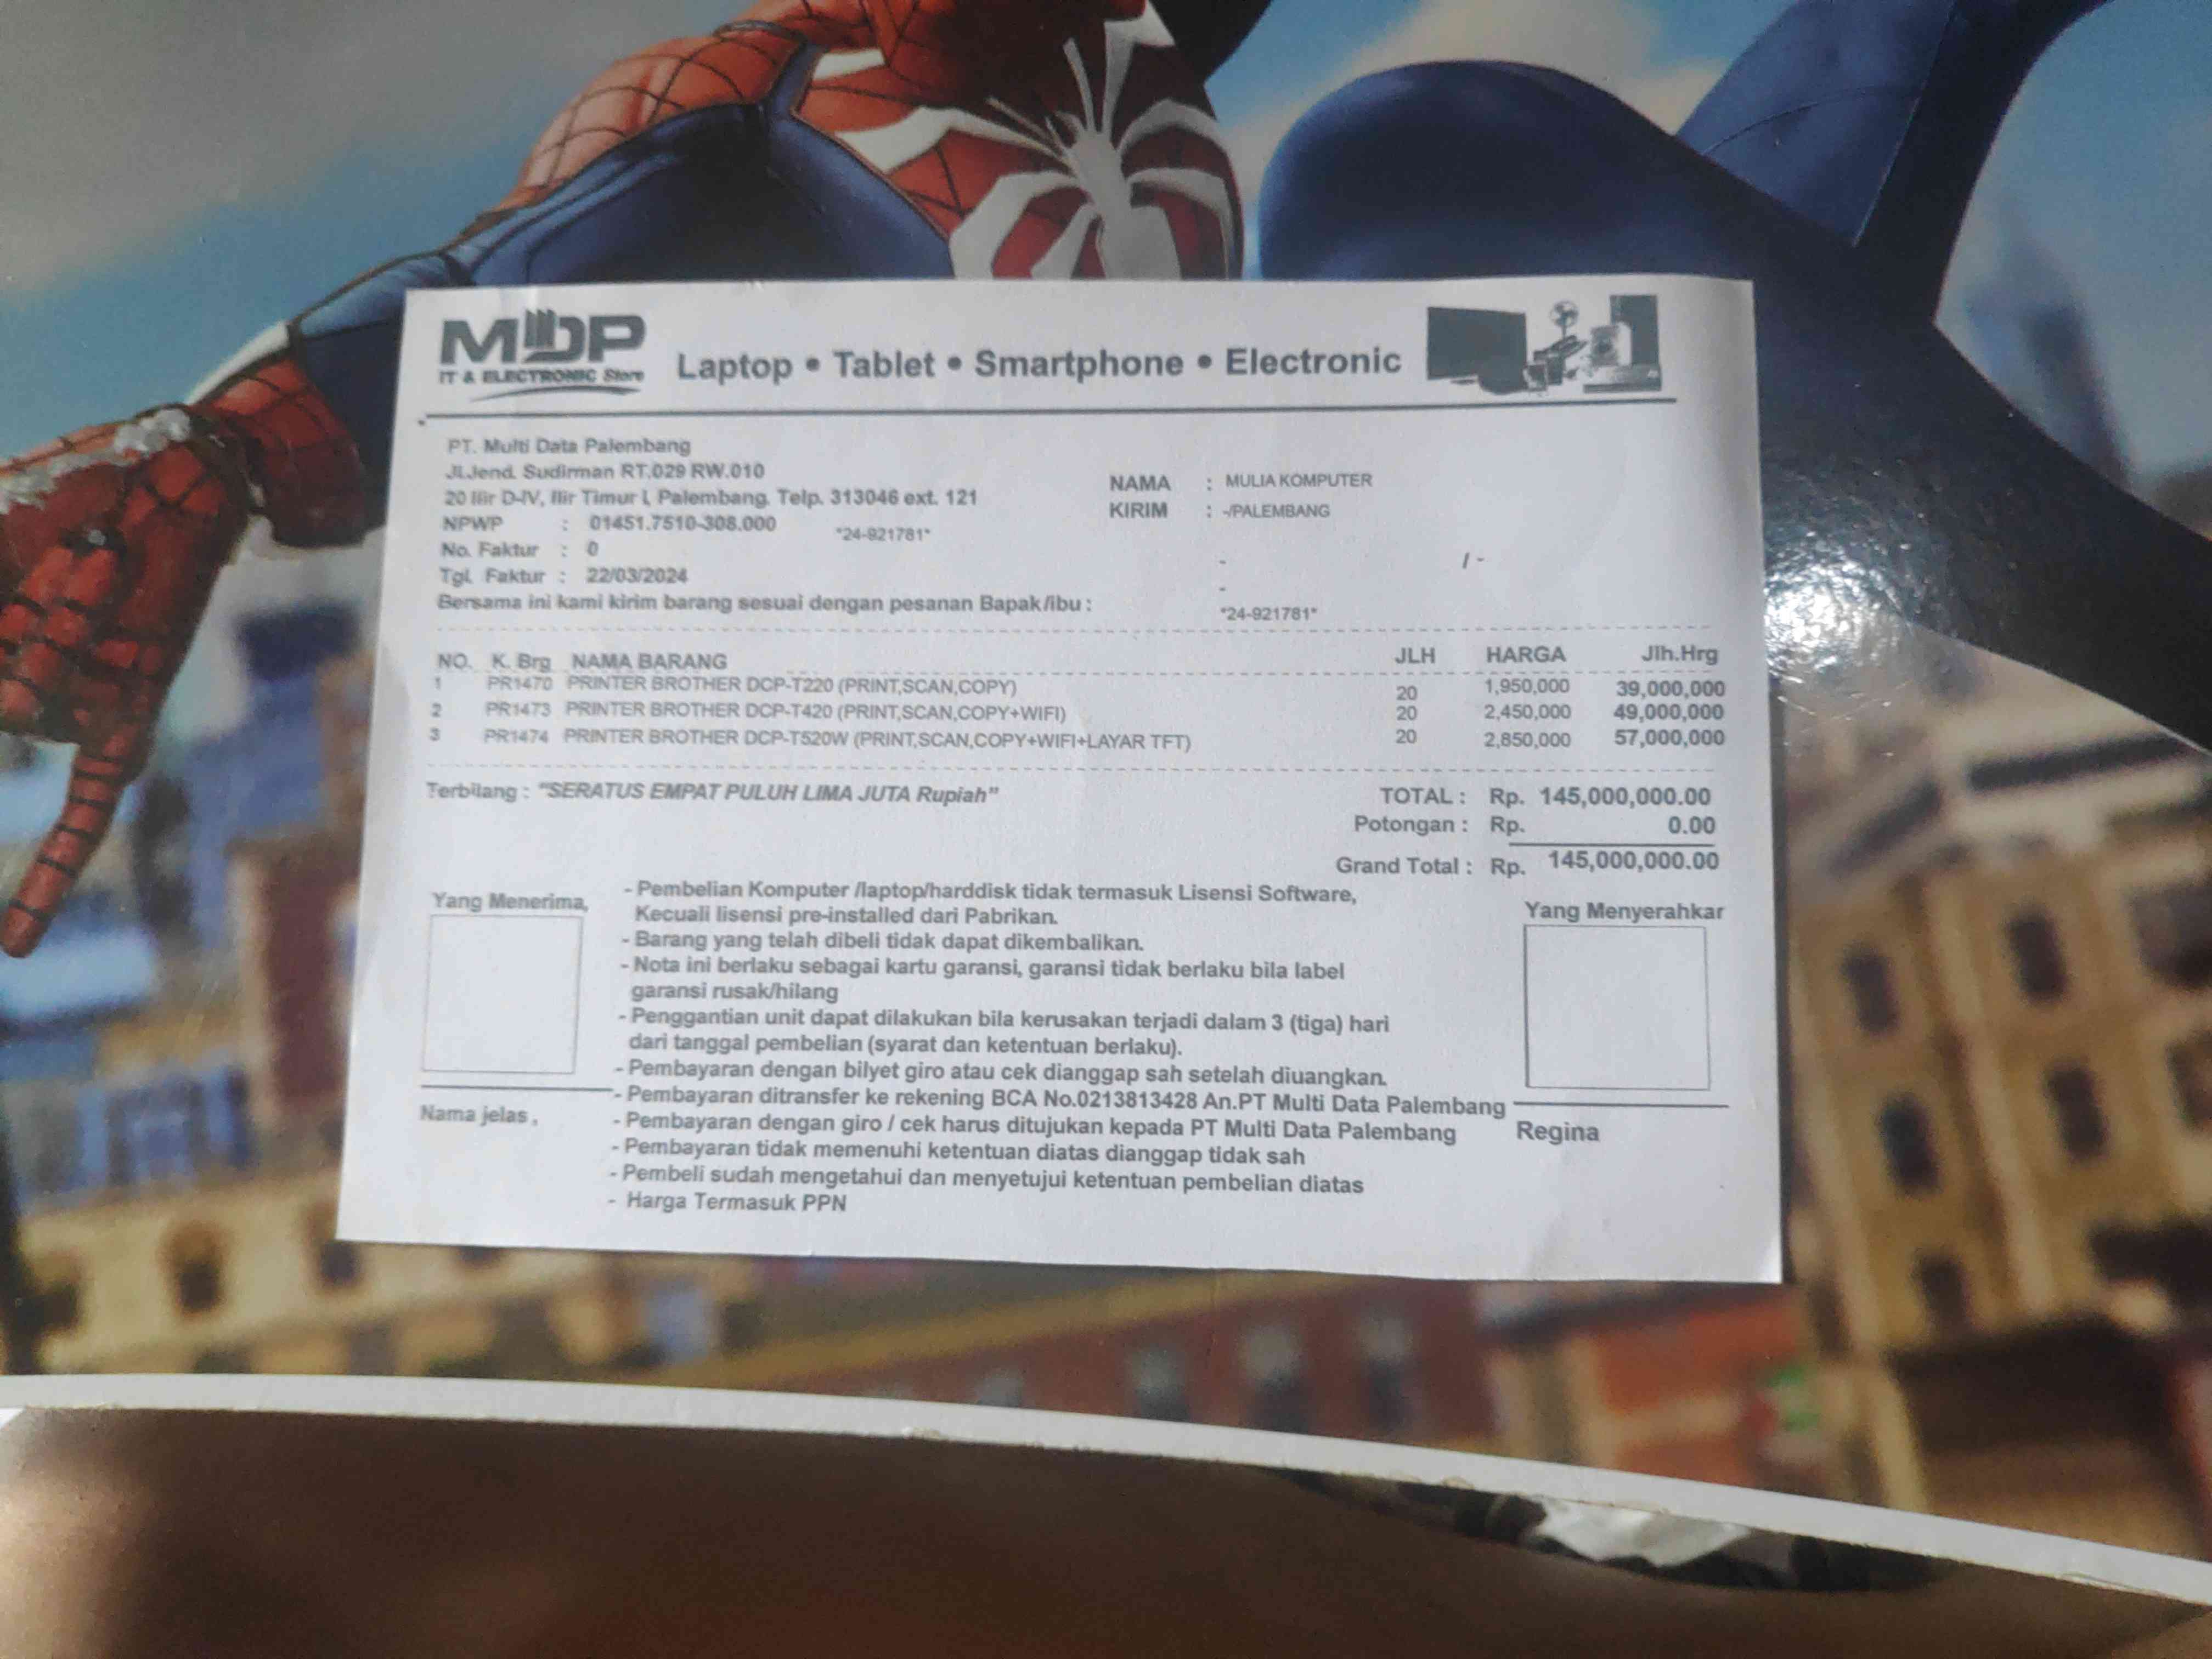 MDP
IT & ELECTRONIC Store
Laptop • Tablet • Smartphone • Electronic
PT. Multi Data Palembang
Jl.Jend. Sudirman RT.029 RW.010
20 Ilir D-IV, Ilir Timur I, Palembang. Telp. 313046 ext. 121
NPWP : 01451.7510-308.000 *24-921781*
No. Faktur : 0
Tgl. Faktur : 22/03/2024
Bersama ini kami kirim barang sesuai dengan pesanan Bapak/ibu :
NAMA : MULIA KOMPUTER
KIRIM : -/PALEMBANG
- / -
-
*24-921781*
NO. K. Brg NAMA BARANG JLH HARGA Jlh.Hrg
1 PR1470 PRINTER BROTHER DCP-T220 (PRINT,SCAN,COPY) 20 1,950,000 39,000,000
2 PR1473 PRINTER BROTHER DCP-T420 (PRINT,SCAN,COPY+WIFI) 20 2,450,000 49,000,000
3 PR1474 PRINTER BROTHER DCP-T520W (PRINT,SCAN,COPY+WIFI+LAYAR TFT) 20 2,850,000 57,000,000
Terbilang : "SERATUS EMPAT PULUH LIMA JUTA Rupiah"
TOTAL : Rp. 145,000,000.00
Potongan : Rp. 0.00
Grand Total : Rp. 145,000,000.00
Yang Menerima,
- Pembelian Komputer /laptop/harddisk tidak termasuk Lisensi Software,
Kecuali lisensi pre-installed dari Pabrikan.
- Barang yang telah dibeli tidak dapat dikembalikan.
- Nota ini berlaku sebagai kartu garansi, garansi tidak berlaku bila label
garansi rusak/hilang
- Penggantian unit dapat dilakukan bila kerusakan terjadi dalam 3 (tiga) hari
dari tanggal pembelian (syarat dan ketentuan berlaku).
- Pembayaran dengan bilyet giro atau cek dianggap sah setelah diuangkan.
- Pembayaran ditransfer ke rekening BCA No.0213813428 An.PT Multi Data Palembang
- Pembayaran dengan giro / cek harus ditujukan kepada PT Multi Data Palembang
- Pembayaran tidak memenuhi ketentuan diatas dianggap tidak sah
- Pembeli sudah mengetahui dan menyetujui ketentuan pembelian diatas
- Harga Termasuk PPN
Nama jelas ,
Yang Menyerahkar
Regina